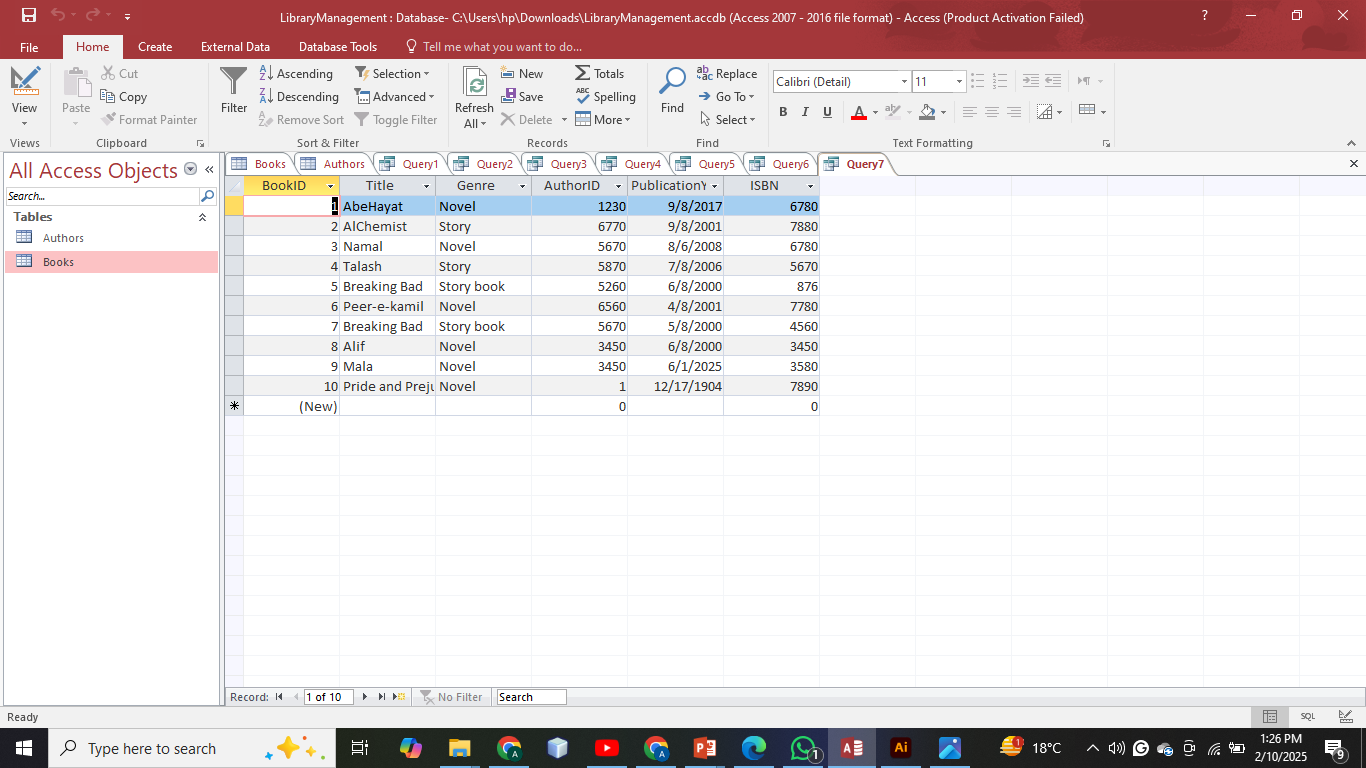 LibraryManagement : Database- C:\Users\hp\Downloads\LibraryManagement.accdb (Access 2007 - 2016 file format) - Access (Product Activation Failed)
File Home Create External Data Database Tools Tell me what you want to do...
View
Views
Paste
Cut
Copy
Format Painter
Clipboard
Filter
Ascending
Descending
Remove Sort
Selection
Advanced
Toggle Filter
Sort & Filter
Refresh
All
New
Save
Delete
Totals
Spelling
More
Records
Find
Replace
Go To
Select
Find
Calibri (Detail) 11
B I U
Text Formatting
All Access Objects
Search...
Tables
Authors
Books
Books Authors Query1 Query2 Query3 Query4 Query5 Query6 Query7
BookID Title Genre AuthorID PublicationY ISBN
1 AbeHayat Novel 1230 9/8/2017 6780
2 AlChemist Story 6770 9/8/2001 7880
3 Namal Novel 5670 8/6/2008 6780
4 Talash Story 5870 7/8/2006 5670
5 Breaking Bad Story book 5260 6/8/2000 876
6 Peer-e-kamil Novel 6560 4/8/2001 7780
7 Breaking Bad Story book 5670 5/8/2000 4560
8 Alif Novel 3450 6/8/2000 3450
9 Mala Novel 3450 6/1/2025 3580
10 Pride and Preju Novel 1 12/17/1904 7890
(New) 0 0
Record: 1 of 10 No Filter Search
Ready SQL
Type here to search 1 Ai 1 18°C 1:26 PM
2/10/2025 9